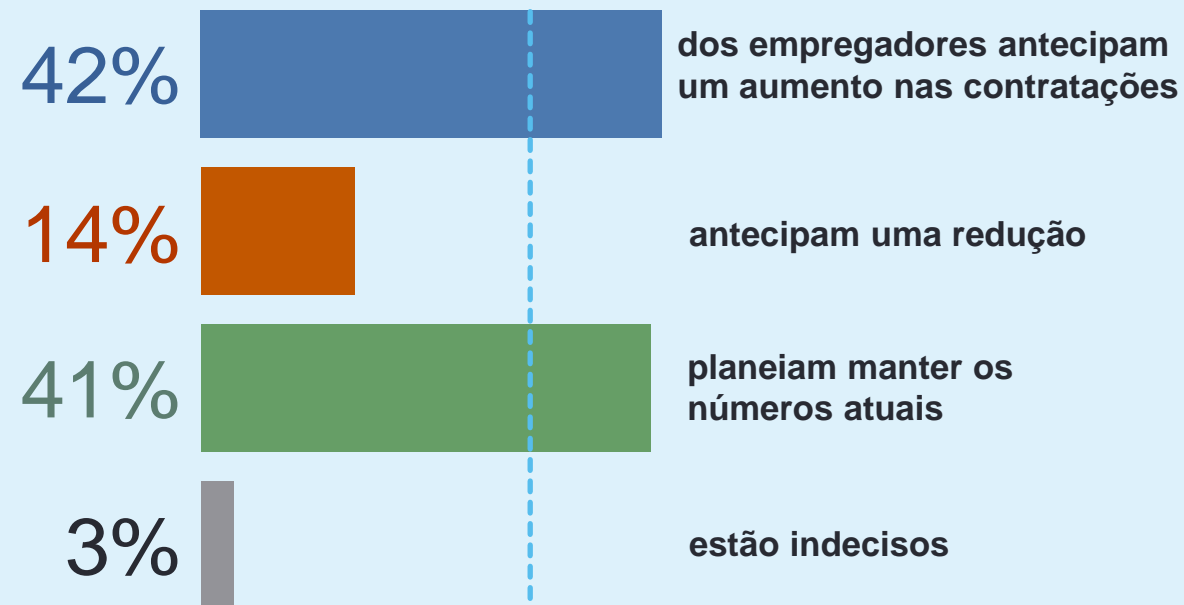 42%
dos empregadores antecipam
um aumento nas contratações
14%
antecipam uma redução
41%
planeiam manter os
números atuais
3%
estão indecisos